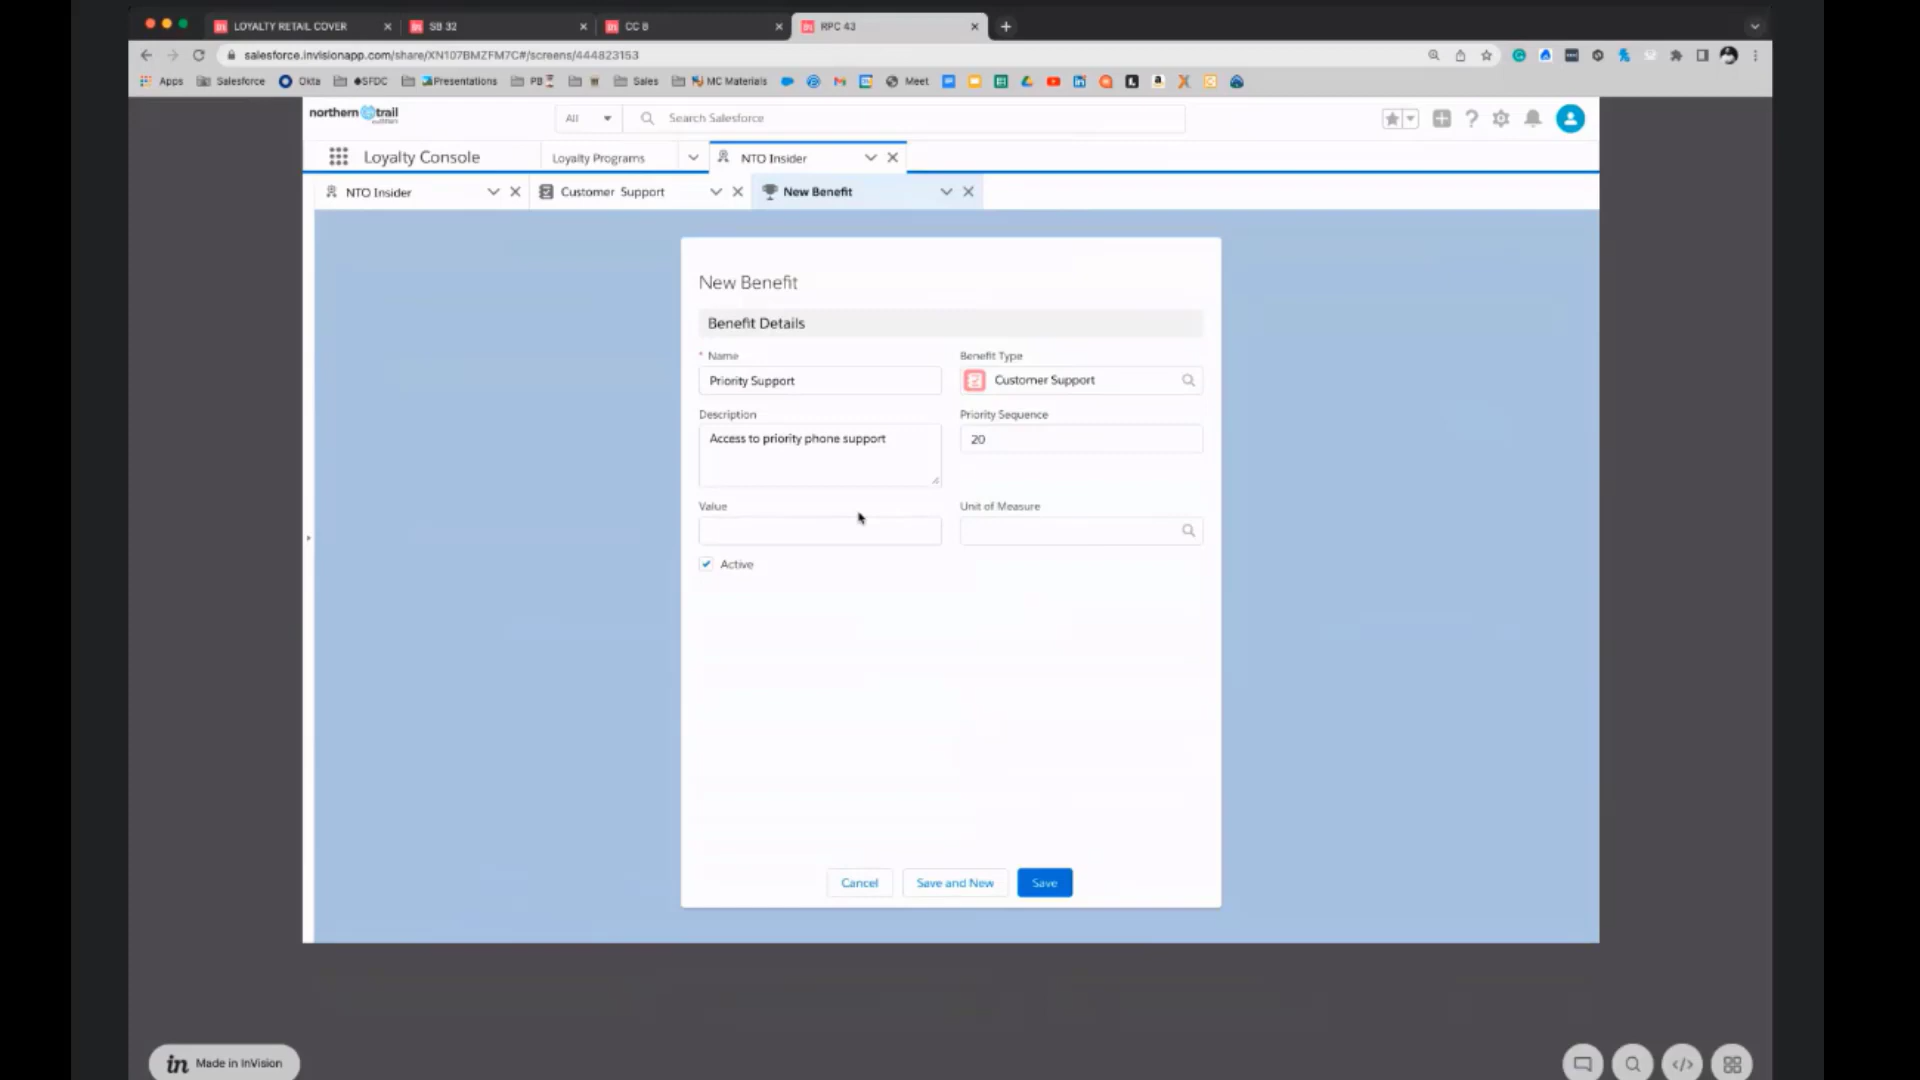 LOYALTY RETAIL COVER
SB 32
CC 8
RPC 43
salesforce.invisionapp.com/share/XN107BMZFM7C#/screens/444823153
Apps
Salesforce
Okta
SFDC
Presentations
PB
Sales
MC Materials
Meet
northern trail
All
Search Salesforce
Loyalty Console
Loyalty Programs
NTO Insider
NTO Insider
Customer Support
New Benefit
New Benefit
Benefit Details
* Name
Benefit Type
Priority Support
Customer Support
Description
Priority Sequence
Access to priority phone support
20
Value
Unit of Measure
Active
Cancel
Save and New
Save
in Made in InVision